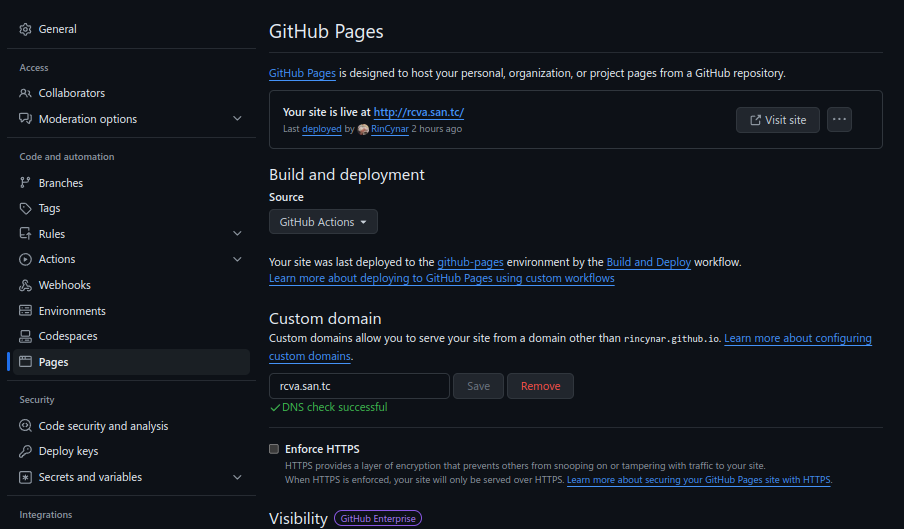 General
Access
Collaborators
Moderation options
Code and automation
Branches
Tags
Rules
Actions
Webhooks
Environments
Codespaces
Pages
Security
Code security and analysis
Deploy keys
Secrets and variables
Integrations
GitHub Pages
GitHub Pages is designed to host your personal, organization, or project pages from a GitHub repository.
Your site is live at http://rcva.san.tc/
Last deployed by RinCynar 2 hours ago
Visit site
Build and deployment
Source
GitHub Actions
Your site was last deployed to the github-pages environment by the Build and Deploy workflow.
Learn more about deploying to GitHub Pages using custom workflows
Custom domain
Custom domains allow you to serve your site from a domain other than rincynar.github.io. Learn more about configuring
custom domains.
rcva.san.tc
Save
Remove
DNS check successful
Enforce HTTPS
HTTPS provides a layer of encryption that prevents others from snooping on or tampering with traffic to your site.
When HTTPS is enforced, your site will only be served over HTTPS. Learn more about securing your GitHub Pages site with HTTPS.
Visibility GitHub Enterprise